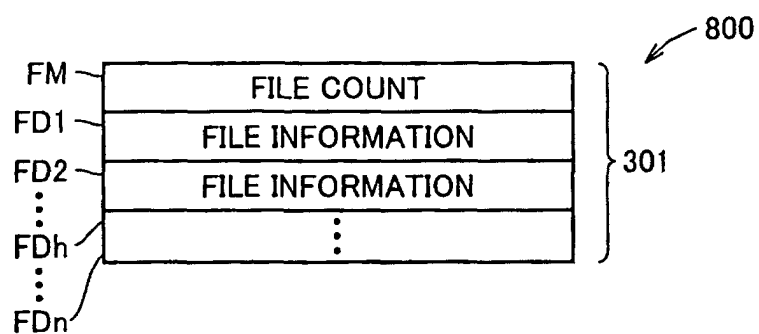 800
FM FILE COUNT
FD1 FILE INFORMATION
FD2 FILE INFORMATION
301
FDh
FDn